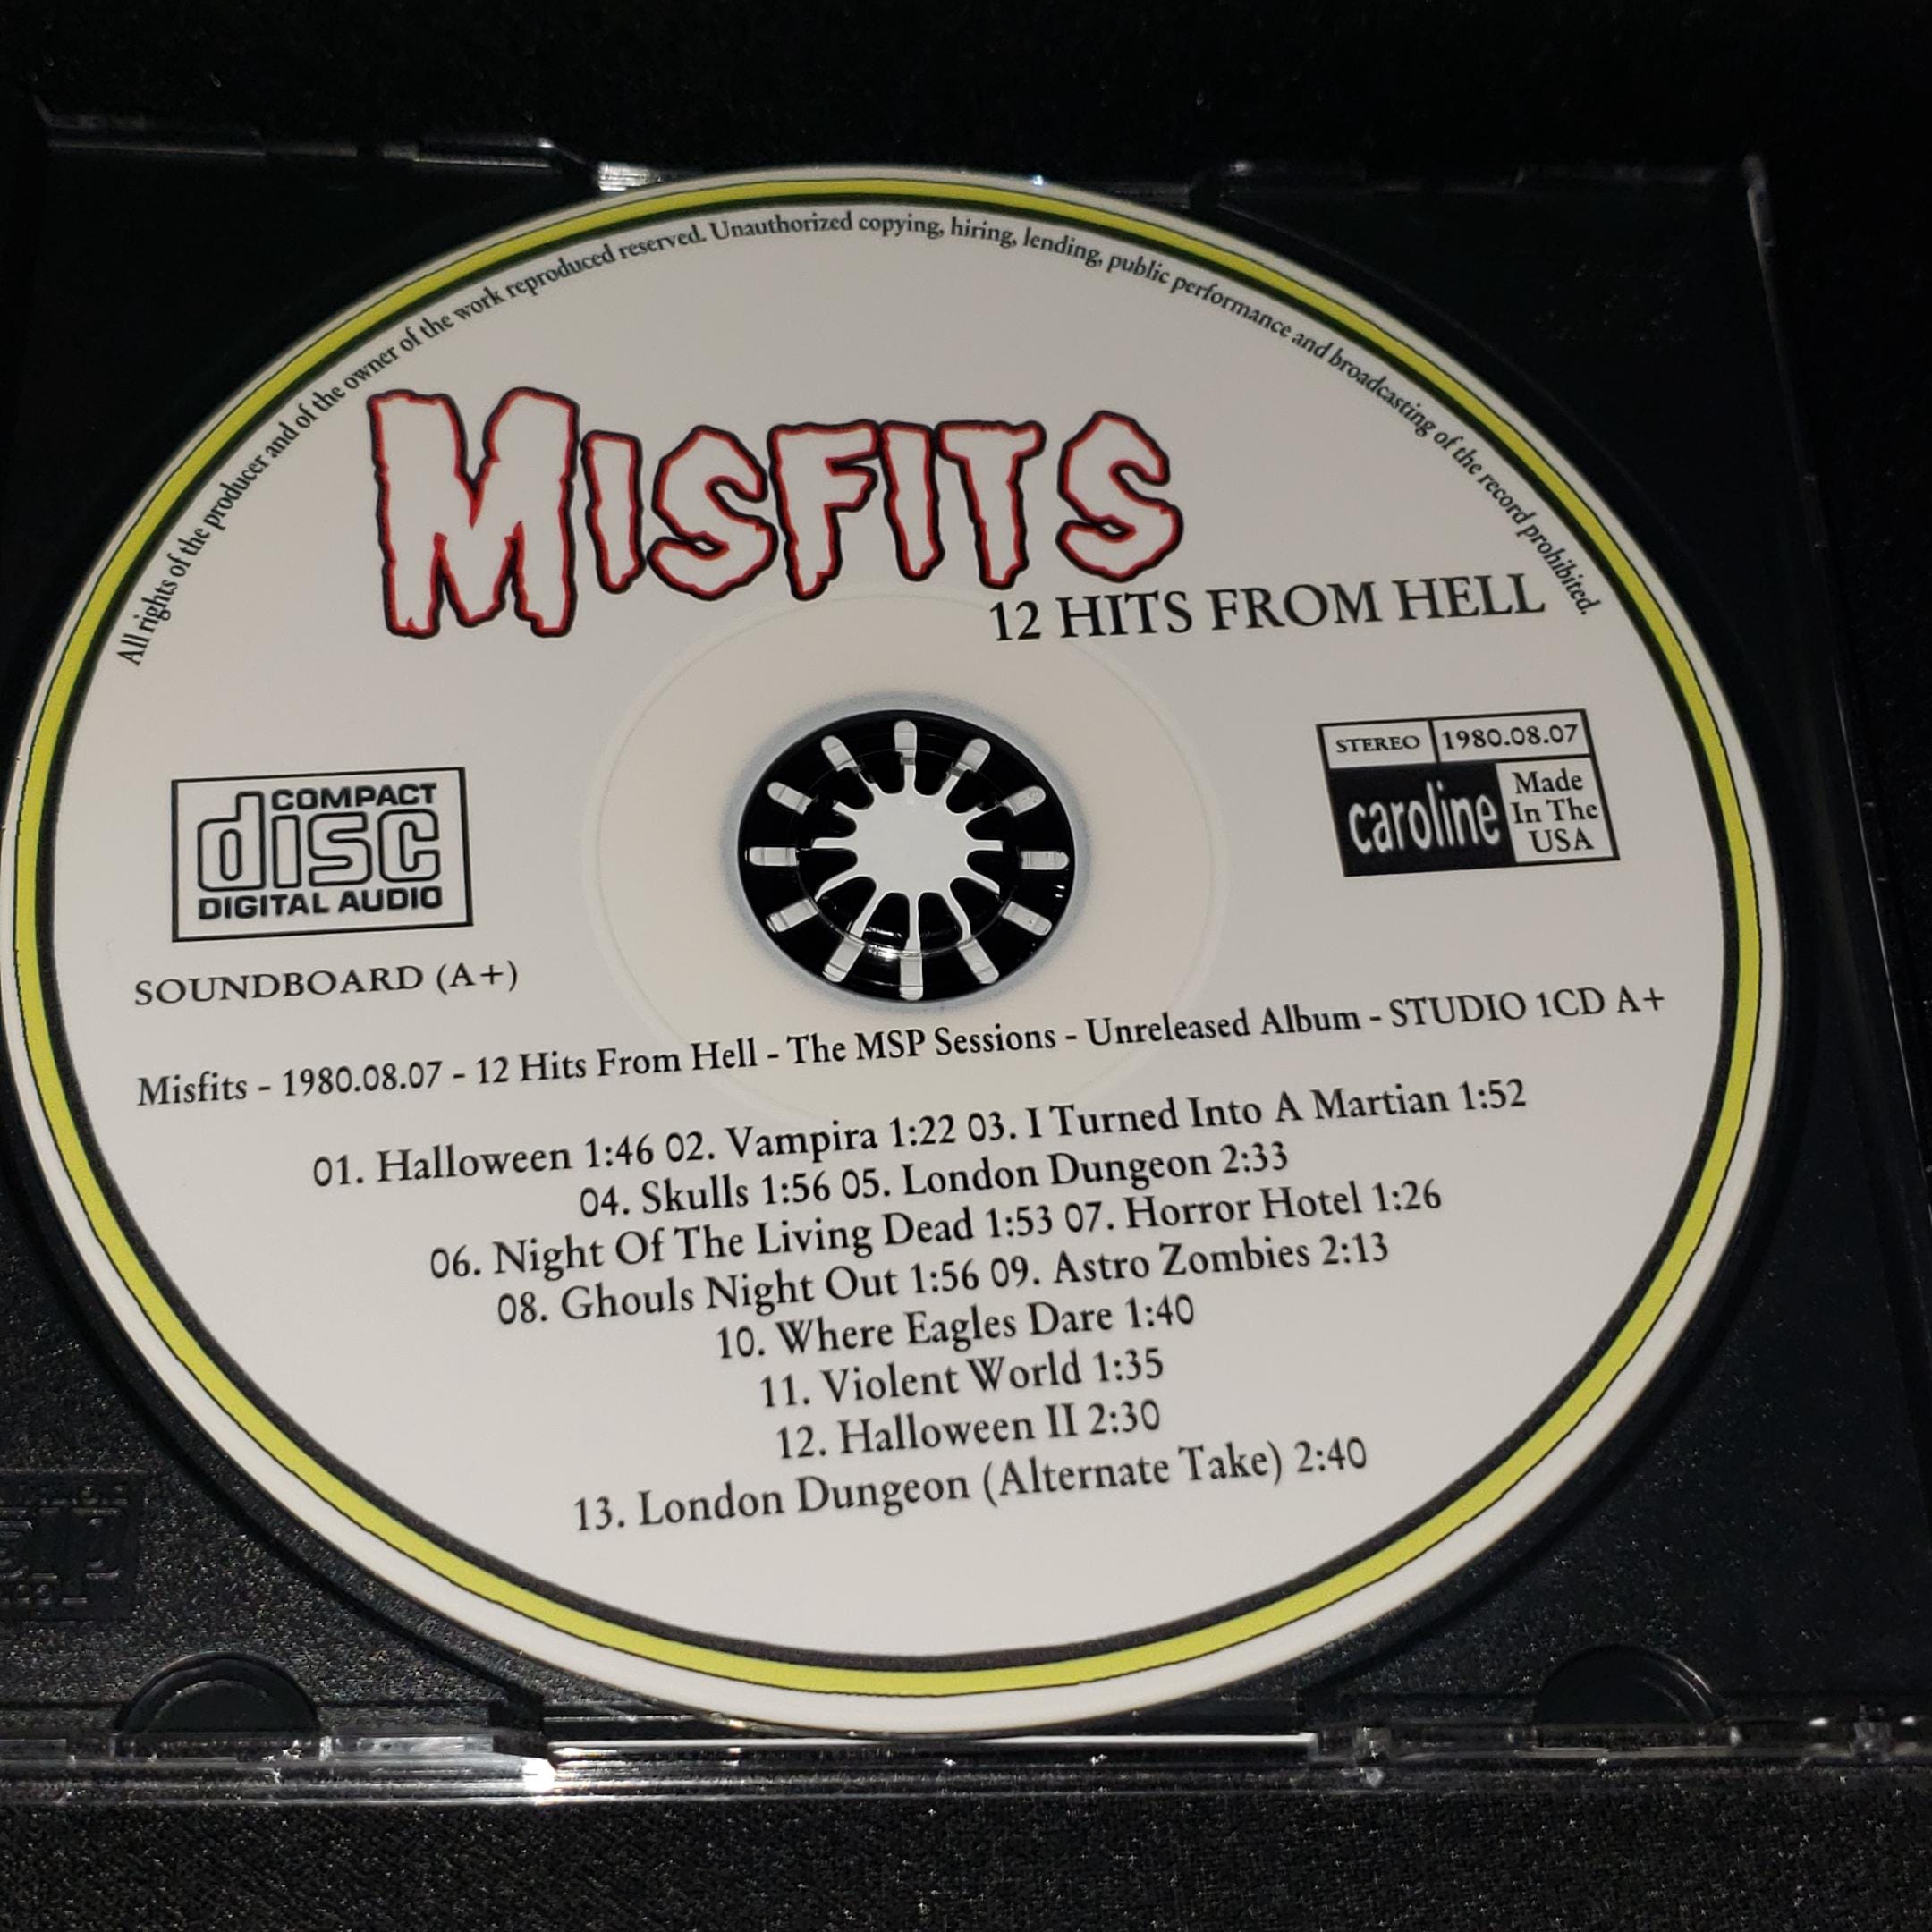 All rights of the producer and of the owner of the work reproduced reserved. Unauthorized copying, hiring, lending, public performance and broadcasting of the record prohibited.
MISFITS
12 HITS FROM HELL
STEREO 1980.08.07
caroline
Made
In The
USA
COMPACT
disc
DIGITAL AUDIO
SOUNDBOARD (A+)
Misfits - 1980.08.07 - 12 Hits From Hell - The MSP Sessions - Unreleased Album - STUDIO 1CD A+
01. Halloween 1:46 02. Vampira 1:22 03. I Turned Into A Martian 1:52
04. Skulls 1:56 05. London Dungeon 2:33
06. Night Of The Living Dead 1:53 07. Horror Hotel 1:26
08. Ghouls Night Out 1:56 09. Astro Zombies 2:13
10. Where Eagles Dare 1:40
11. Violent World 1:35
12. Halloween II 2:30
13. London Dungeon (Alternate Take) 2:40